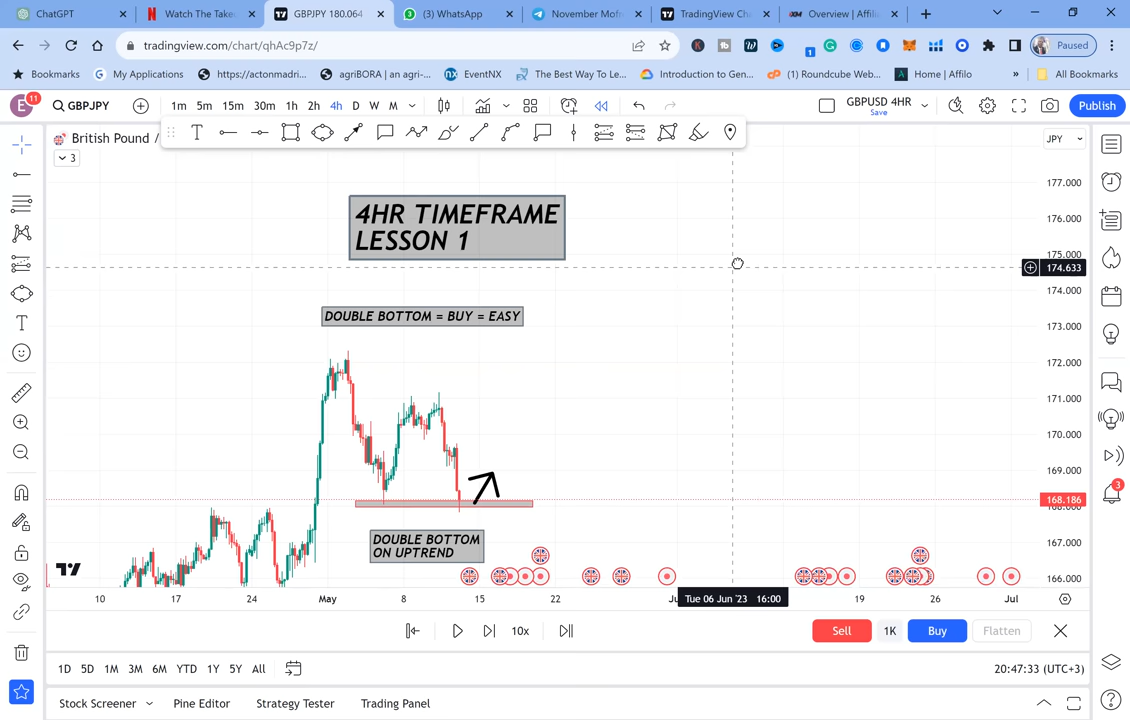 ChatGPT
Watch The Take
GBPJPY 180.064
(3) WhatsApp
November Mofr
TradingView Ch
Overview | Affili
tradingview.com/chart/qhAc9p7z/
1
Paused
Bookmarks
My Applications
https://actonmadri...
agriBORA | an agri-...
EventNX
The Best Way To Le...
Introduction to Gen...
(1) Roundcube Web...
Home | Affilo
»
All Bookmarks
E
11
GBPJPY
1m
5m
15m
30m
1h
2h
4h
D
W
M
GBPUSD 4HR
Save
Publish
British Pound /
3
JPY
4HR TIMEFRAME
LESSON 1
DOUBLE BOTTOM = BUY = EASY
DOUBLE BOTTOM
ON UPTREND
177.000
176.000
175.000
174.633
174.000
173.000
172.000
171.000
170.000
169.000
168.186
168.000
167.000
166.000
3
10
17
24
May
8
15
22
Tue 06 Jun '23 16:00
19
26
Jul
10x
Sell
1K
Buy
Flatten
1D
5D
1M
3M
6M
YTD
1Y
5Y
All
20:47:33 (UTC+3)
Stock Screener
Pine Editor
Strategy Tester
Trading Panel